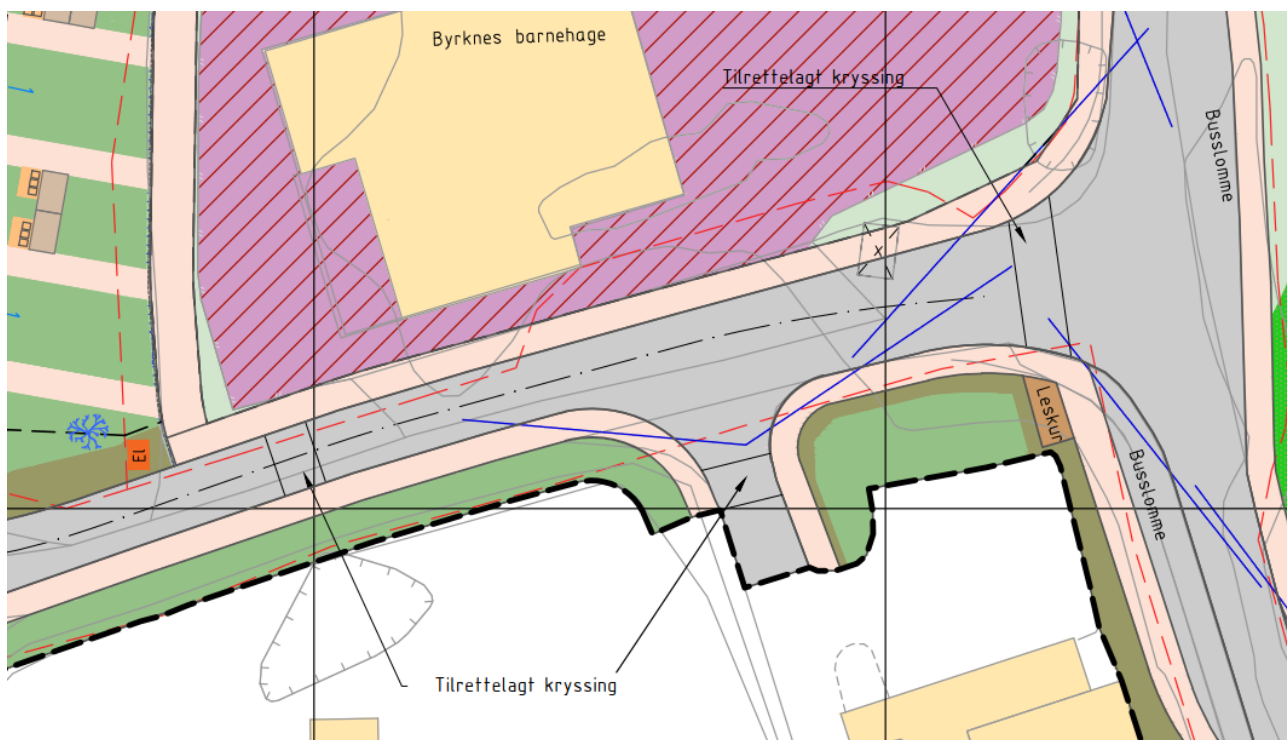 Byrknes barnehage
Tilrettelagt kryssing
Busslomme
x
El
Leskur
Busslomme
Tilrettelagt kryssing